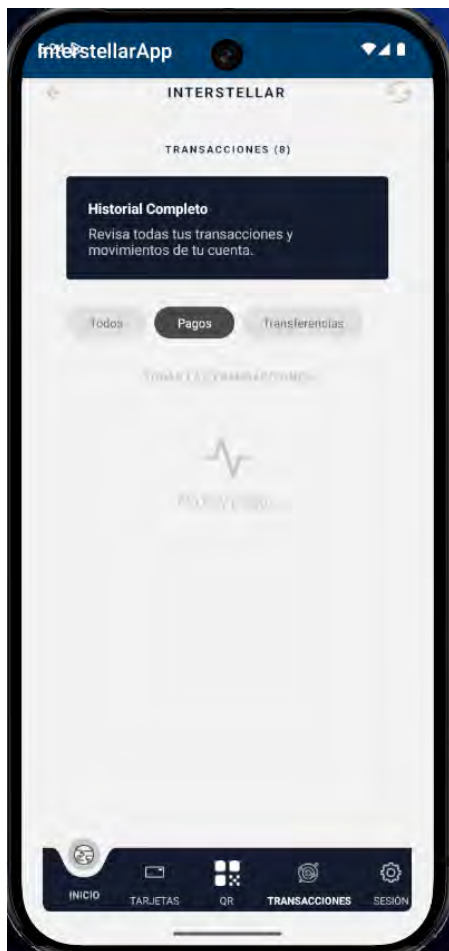 InterstellarApp
INTERSTELLAR
TRANSACCIONES (8)
Historial Completo
Revisa todas tus transacciones y
movimientos de tu cuenta.
Todos Pagos Transferencias
INICIO TARJETAS QR TRANSACCIONES SESIÓN